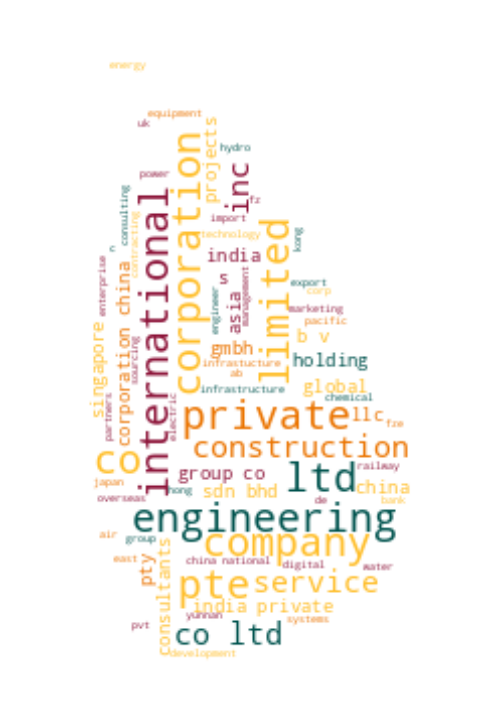 energy
equipment
uk
corporation
projects
hydro
inc
power
international
consulting
fz
import
limited
technology
kong
n
contracting
india
enterprise
corporation china
s
management
asia
engineer
export
corp
marketing
pacific
singapore
sourcing
gmbh
b v
holding
infrastucture
ab
infrastructure
global
chemical
partners
electric
private
llc
fze
construction
co
group co
ltd
railway
japan
hong
sdn bhd
china
overseas
de
bank
engineering
air
group
company
consultants
east
pty
china national
digital
water
pte
service
india private
yunnan
systems
pvt
co ltd
development